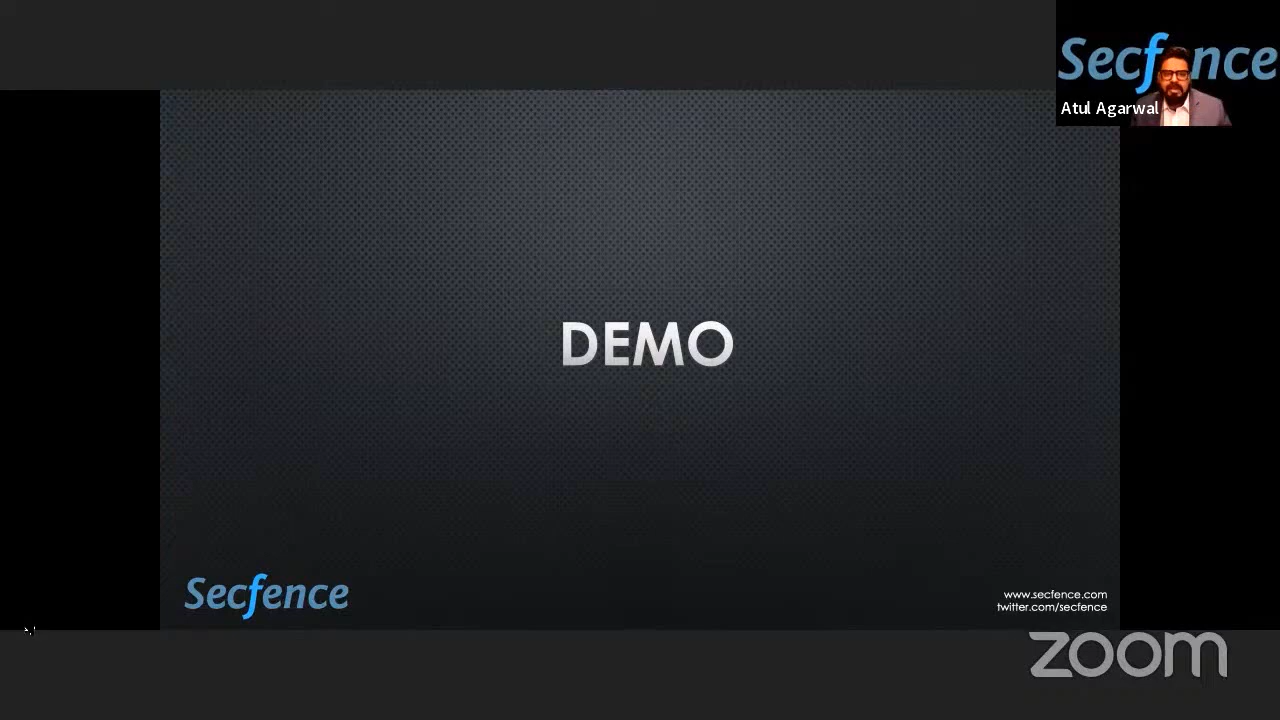 Secfence
Atul Agarwal
DEMO
Secfence
www.secfence.com
twitter.com/secfence
zoom